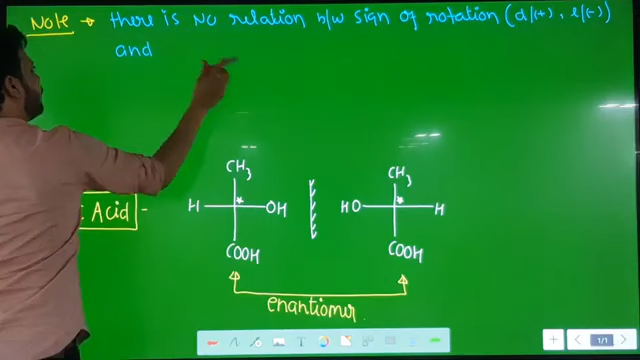 Note → there is NO relation b/w sign of rotation (d/(+), l/(-))
and
CH3
H * OH
COOH
CH3
HO * H
COOH
Acid -
enantiomer
1/1